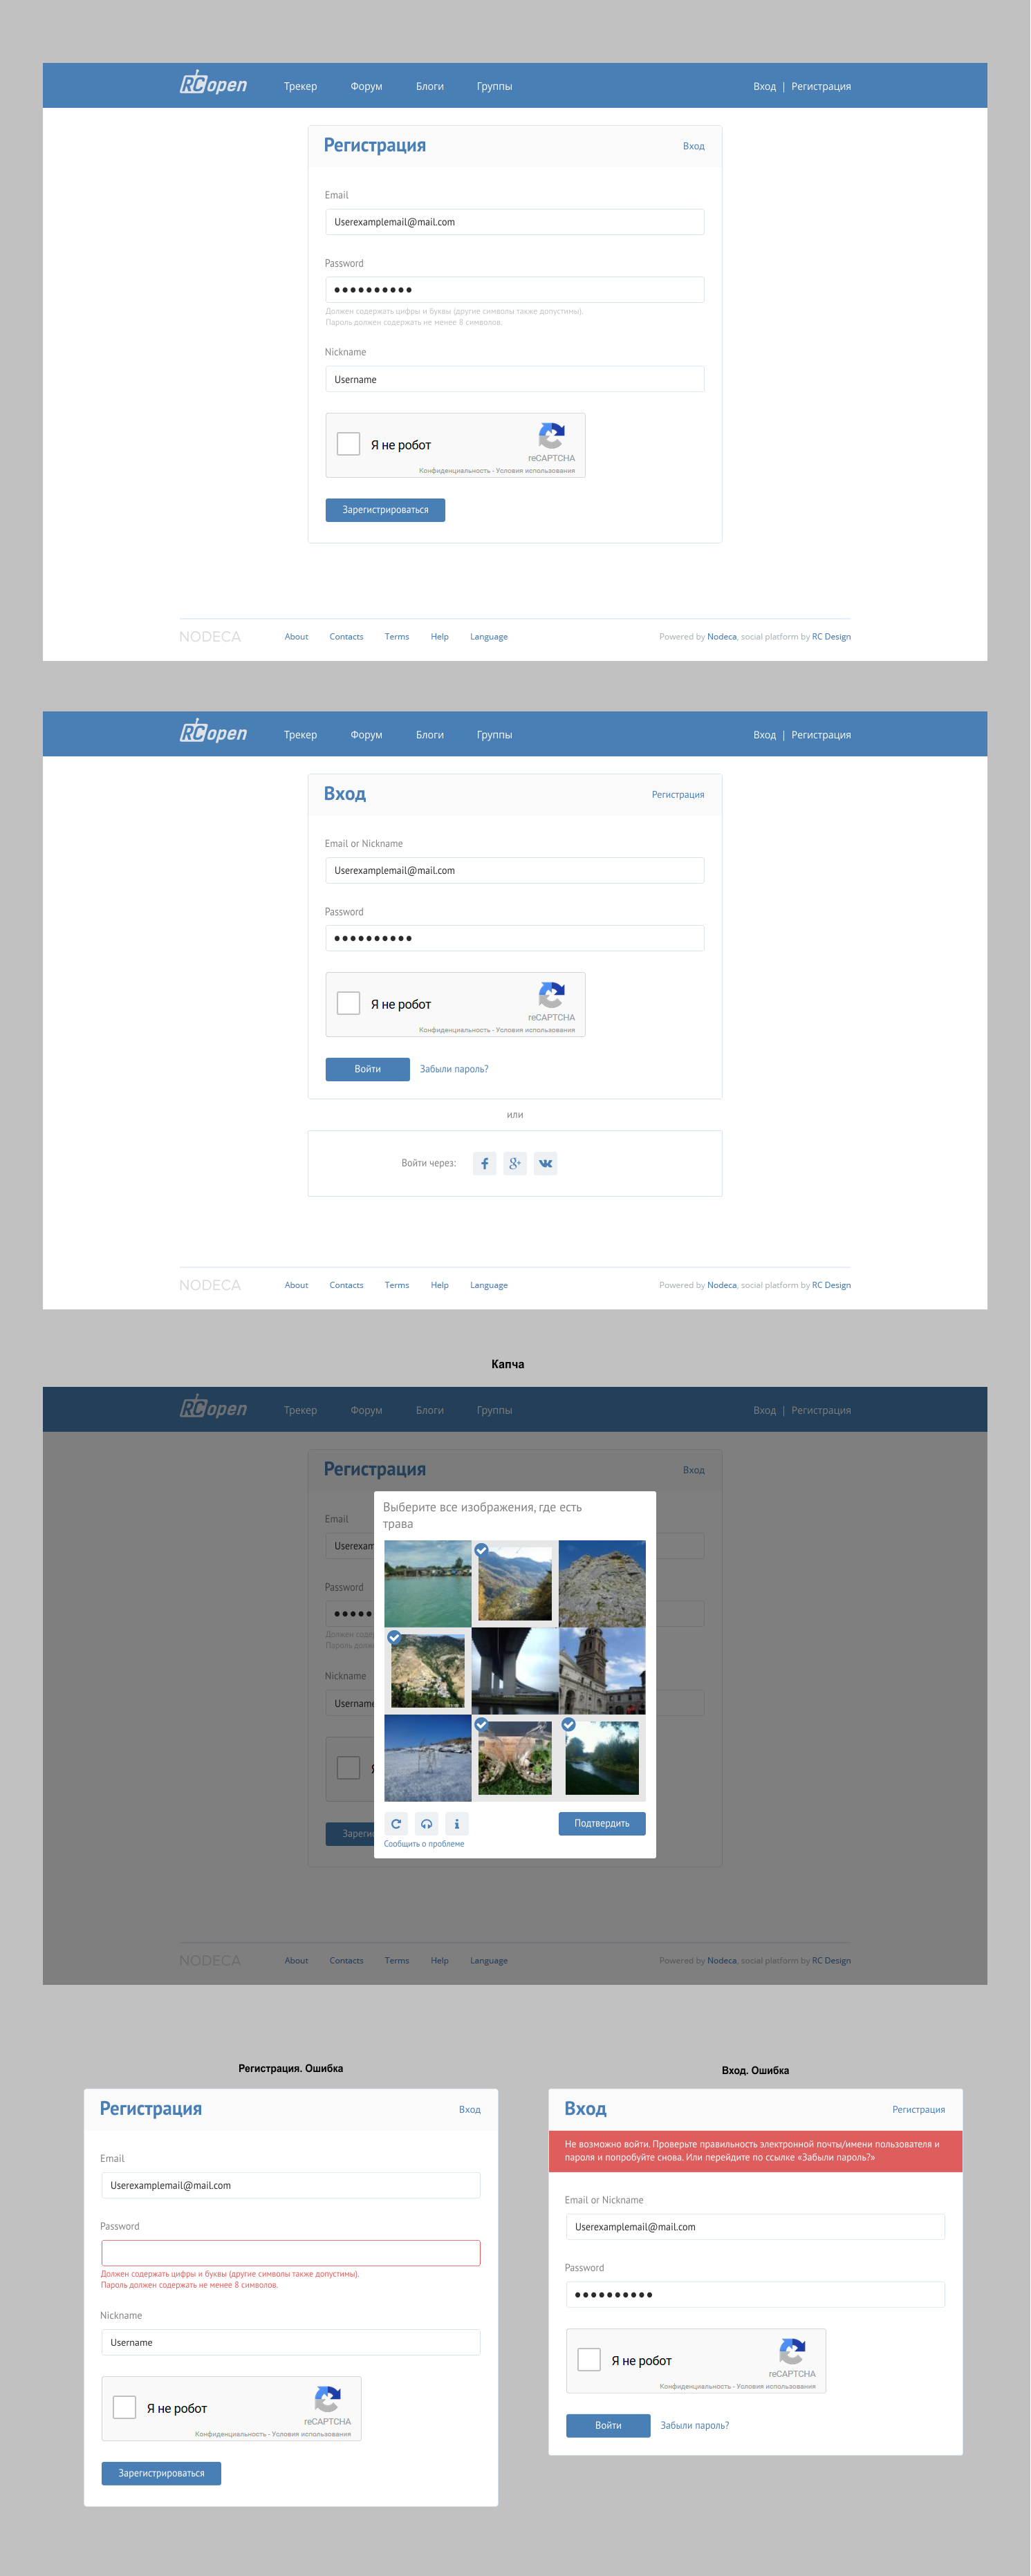 RCopen Трекер Форум Блоги Группы Вход | Регистрация
Регистрация Вход
Email
Userexamplemail@mail.com
Password
Должен содержать цифры и буквы (другие символы также допустимы).
Пароль должен содержать не менее 8 символов.
Nickname
Username
Я не робот
reCAPTCHA
Конфиденциальность - Условия использования
Зарегистрироваться
NODECA About Contacts Terms Help Language Powered by Nodeca, social platform by RC Design
RCopen Трекер Форум Блоги Группы Вход | Регистрация
Вход Регистрация
Email or Nickname
Userexamplemail@mail.com
Password
Я не робот
reCAPTCHA
Конфиденциальность - Условия использования
Войти Забыли пароль?
или
Войти через: f g+
NODECA About Contacts Terms Help Language Powered by Nodeca, social platform by RC Design
Капча
RCopen Трекер Форум Блоги Группы Вход | Регистрация
Регистрация Вход
Выберите все изображения, где есть
трава
Email
Userexam
Password
Должен соде
Пароль долж
Nickname
Username
Я
Зареги
Подтвердить
Сообщить о проблеме
NODECA About Contacts Terms Help Language Powered by Nodeca, social platform by RC Design
Регистрация. Ошибка
Регистрация Вход
Email
Userexamplemail@mail.com
Password
Должен содержать цифры и буквы (другие символы также допустимы).
Пароль должен содержать не менее 8 символов.
Nickname
Username
Я не робот
reCAPTCHA
Конфиденциальность - Условия использования
Зарегистрироваться
Вход. Ошибка
Вход Регистрация
Не возможно войти. Проверьте правильность электронной почты/имени пользователя и
пароля и попробуйте снова. Или перейдите по ссылке «Забыли пароль?»
Email or Nickname
Userexamplemail@mail.com
Password
Я не робот
reCAPTCHA
Конфиденциальность - Условия использования
Войти Забыли пароль?